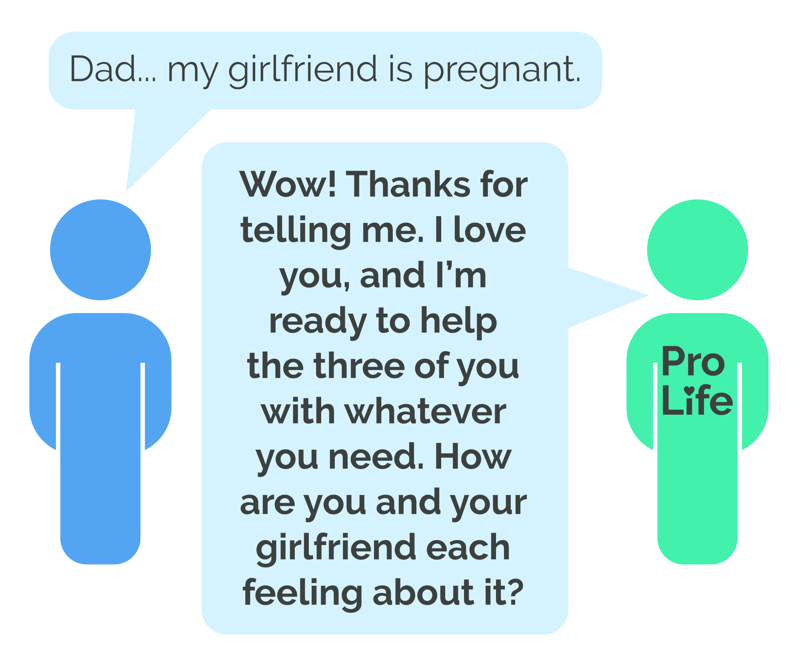 Dad... my girlfriend is pregnant.
Wow! Thanks for
telling me. I love
you, and I’m
ready to help
the three of you
with whatever
you need. How
are you and your
girlfriend each
feeling about it?
Pro
Life